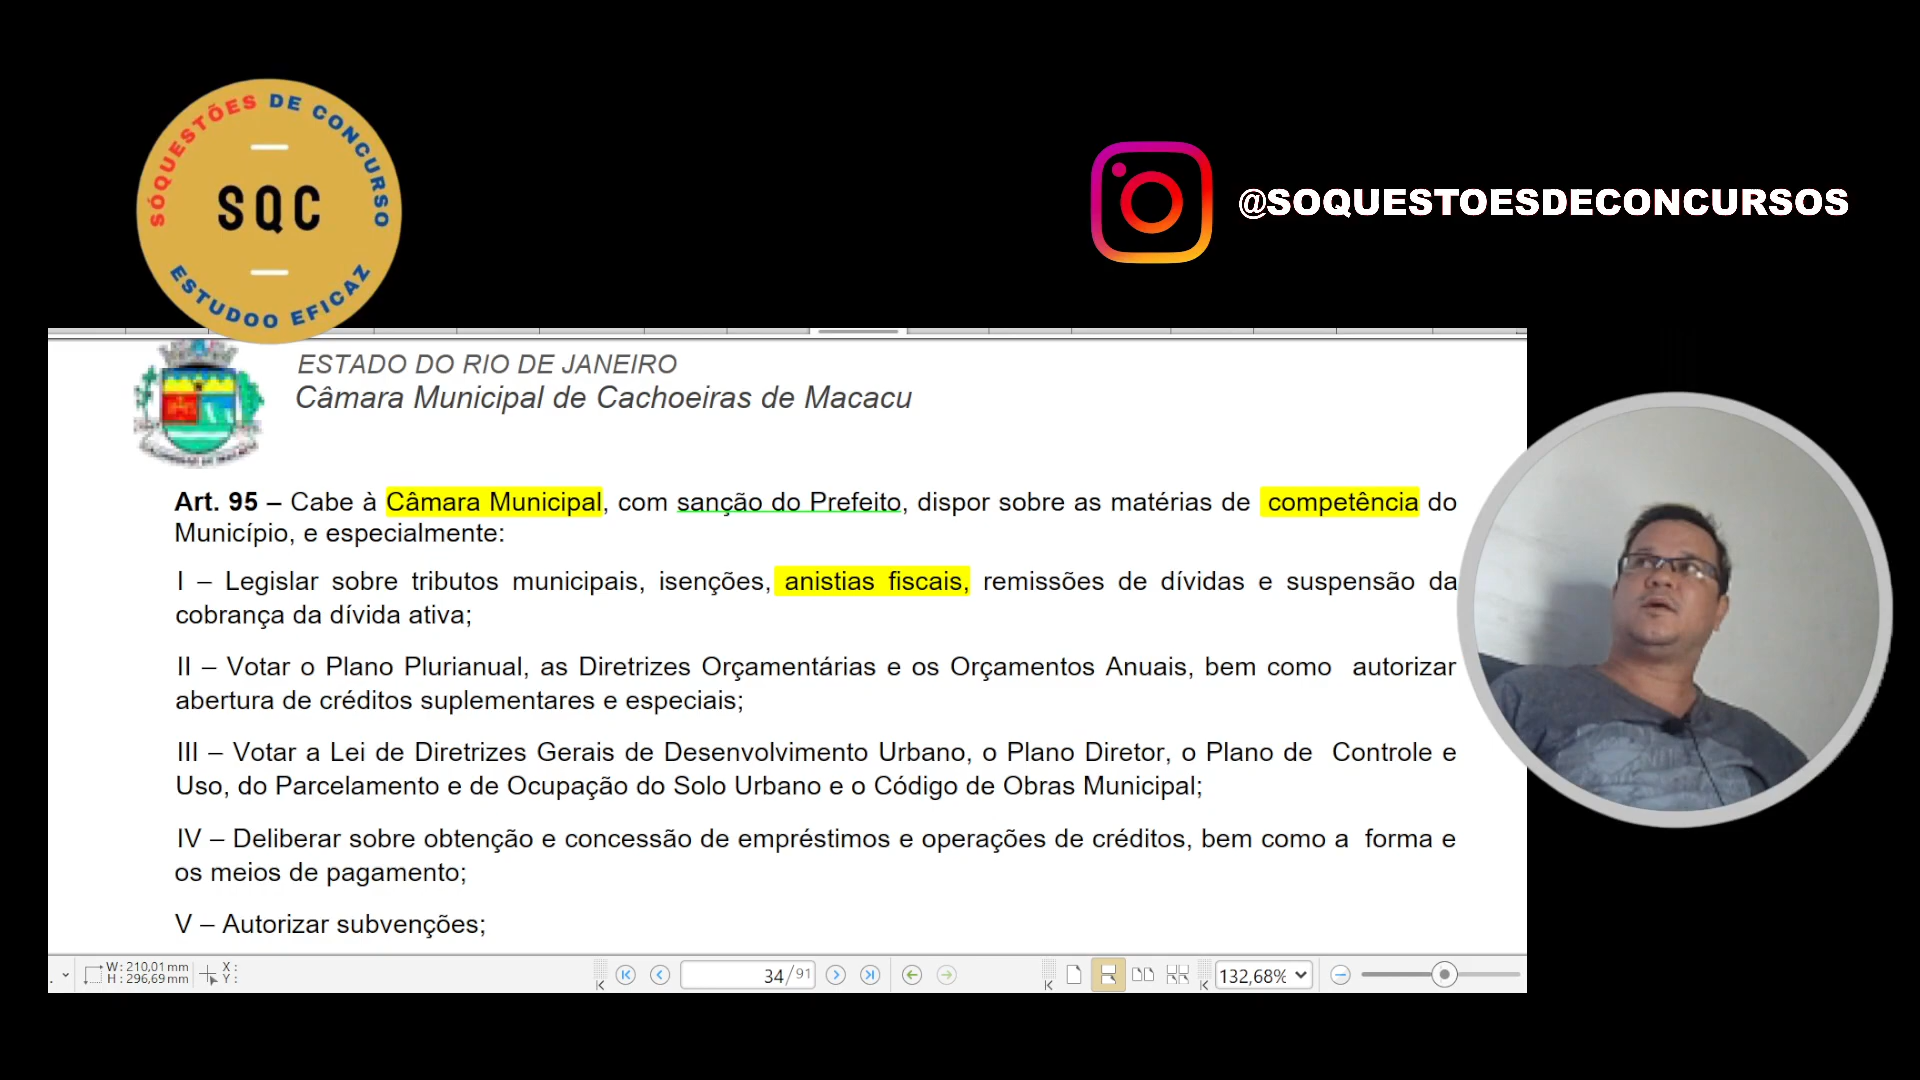 SÓQUESTÕES DE CONCURSO
SQC
ESTUDOO EFICAZ
@SOQUESTOESDECONCURSOS
ESTADO DO RIO DE JANEIRO
Câmara Municipal de Cachoeiras de Macacu
Art. 95 – Cabe à Câmara Municipal, com sanção do Prefeito, dispor sobre as matérias de competência do
Município, e especialmente:
I – Legislar sobre tributos municipais, isenções, anistias fiscais, remissões de dívidas e suspensão da
cobrança da dívida ativa;
II – Votar o Plano Plurianual, as Diretrizes Orçamentárias e os Orçamentos Anuais, bem como autorizar
abertura de créditos suplementares e especiais;
III – Votar a Lei de Diretrizes Gerais de Desenvolvimento Urbano, o Plano Diretor, o Plano de Controle e
Uso, do Parcelamento e de Ocupação do Solo Urbano e o Código de Obras Municipal;
IV – Deliberar sobre obtenção e concessão de empréstimos e operações de créditos, bem como a forma e
os meios de pagamento;
V – Autorizar subvenções;
W: 210,01 mm X :
H : 296,69 mm Y :
34/91
132,68%